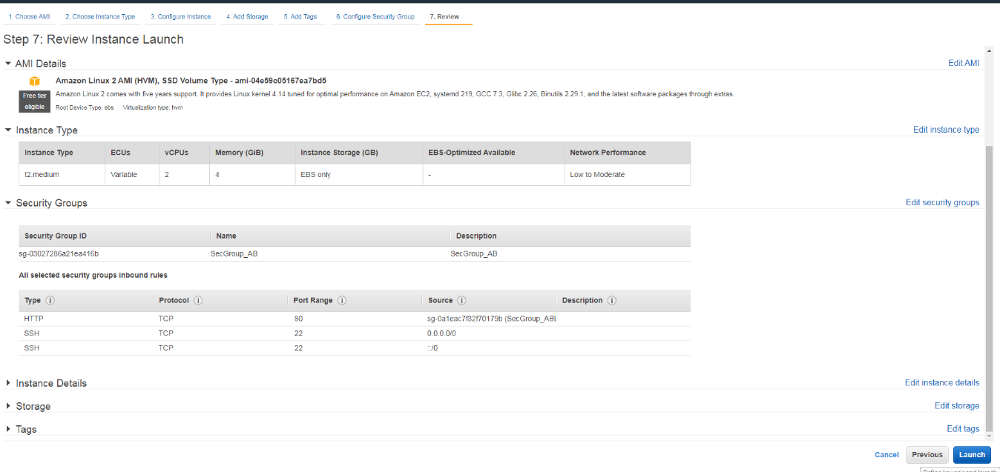 1. Choose AMI 2. Choose Instance Type 3. Configure Instance 4. Add Storage 5. Add Tags 6. Configure Security Group 7. Review
Step 7: Review Instance Launch
AMI Details Edit AMI
Amazon Linux 2 AMI (HVM), SSD Volume Type - ami-04e59c05167ea7bd5
Free tier eligible
Amazon Linux 2 comes with five years support. It provides Linux kernel 4.14 tuned for optimal performance on Amazon EC2, systemd 219, GCC 7.3, Glibc 2.26, Binutils 2.29.1, and the latest software packages through extras.
Root Device Type: ebs Virtualization type: hvm
Instance Type Edit instance type
Instance Type ECUs vCPUs Memory (GiB) Instance Storage (GB) EBS-Optimized Available Network Performance
t2.medium Variable 2 4 EBS only - Low to Moderate
Security Groups Edit security groups
Security Group ID Name Description
sg-03027286a21ea416b SecGroup_AB SecGroup_AB
All selected security groups inbound rules
Type Protocol Port Range Source Description
HTTP TCP 80 sg-0a1eac7f32f70179b (SecGroup_ABL
SSH TCP 22 0.0.0.0/0
SSH TCP 22 ::/0
Instance Details Edit instance details
Storage Edit storage
Tags Edit tags
Cancel Previous Launch